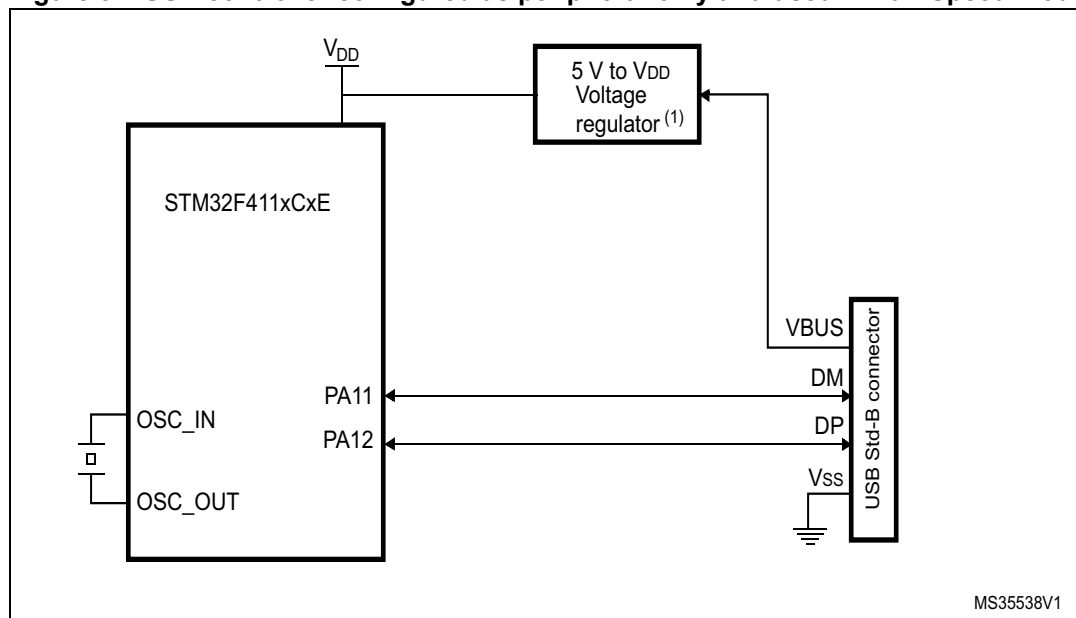 V_DD
5 V to VDD
Voltage
regulator (1)
STM32F411xCxE
VBUS
DM
DP
Vss
USB Std-B connector
PA11
PA12
OSC_IN
OSC_OUT
MS35538V1